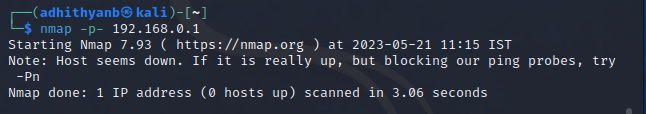 ┌──(adhithyanb㉿kali)-[~]
└─$ nmap -p- 192.168.0.1
Starting Nmap 7.93 ( https://nmap.org ) at 2023-05-21 11:15 IST
Note: Host seems down. If it is really up, but blocking our ping probes, try
 -Pn
Nmap done: 1 IP address (0 hosts up) scanned in 3.06 seconds